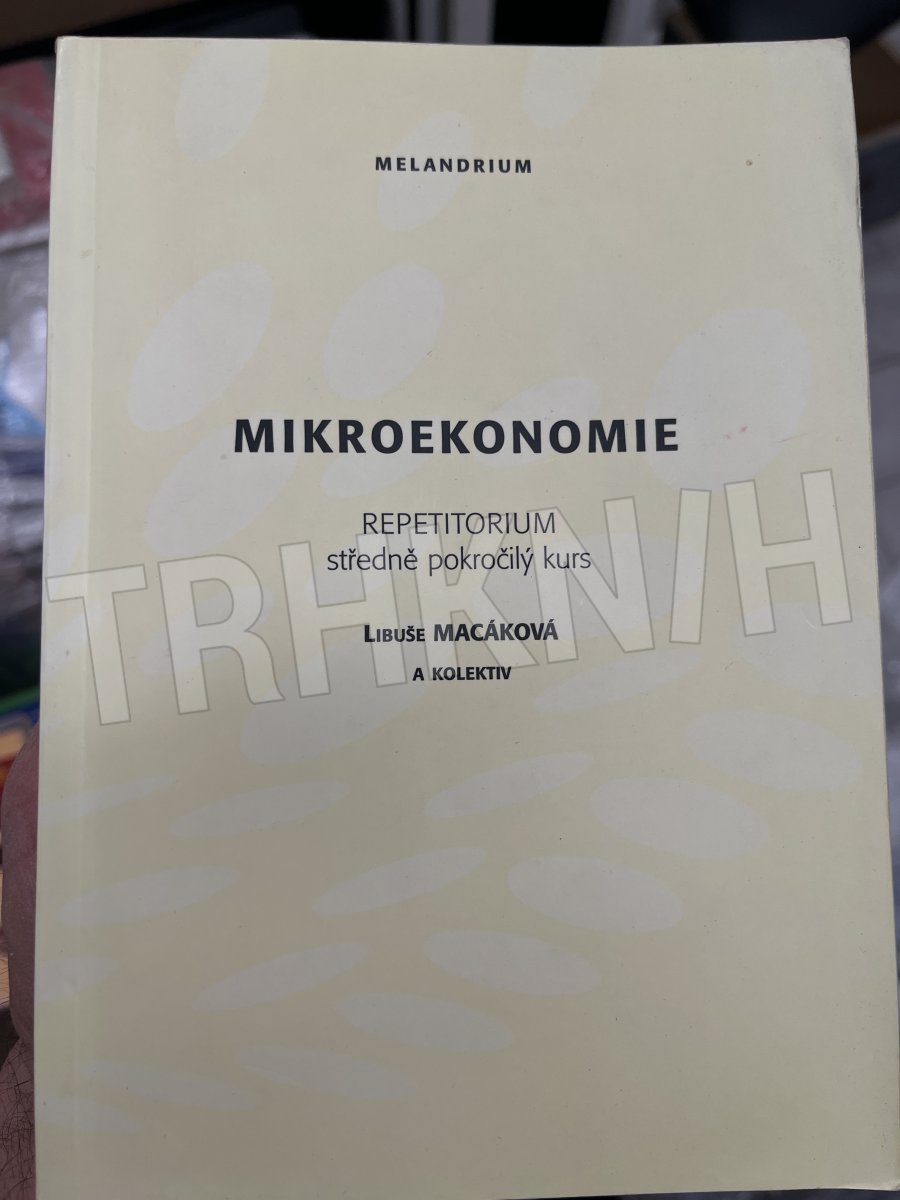 MELANDRIUM
MIKROEKONOMIE
REPETITORIUM
středně pokročilý kurs
TRHKNIH
LIBUŠE MACÁKOVÁ
A KOLEKTIV